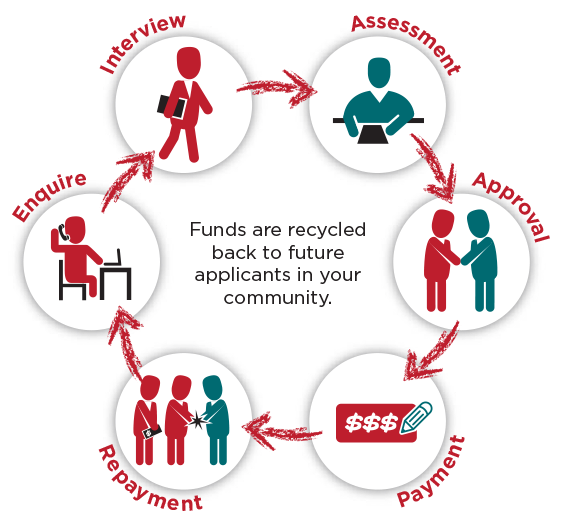 Interview
Assessment
Enquire
Approval
Funds are recycled
back to future
applicants in your
community.
$$$
Repayment
Payment